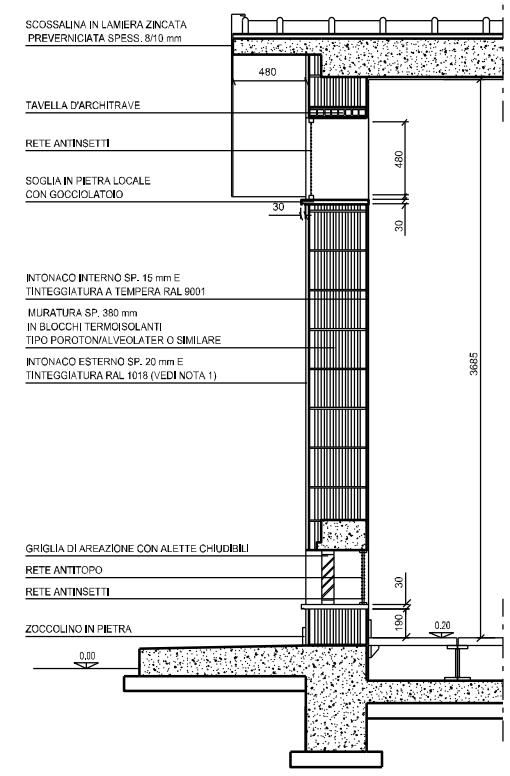 SCOSSALINA IN LAMIERA ZINCATA
PREVERNICIATA SPESS. 8/10 mm
480
TAVELLA D'ARCHITRAVE
RETE ANTINSETTI
480
SOGLIA IN PIETRA LOCALE
CON GOCCIOLATOIO
30
30
INTONACO INTERNO SP. 15 mm E
TINTEGGIATURA A TEMPERA RAL 9001
MURATURA SP. 380 mm
IN BLOCCHI TERMOISOLANTI
TIPO POROTON/ALVEOLATER O SIMILARE
INTONACO ESTERNO SP. 20 mm E
TINTEGGIATURA RAL 1018 (VEDI NOTA 1)
3685
GRIGLIA DI AREAZIONE CON ALETTE CHIUDIBILI
RETE ANTITOPO
RETE ANTINSETTI
30
ZOCCOLINO IN PIETRA
190
0.20
0.00